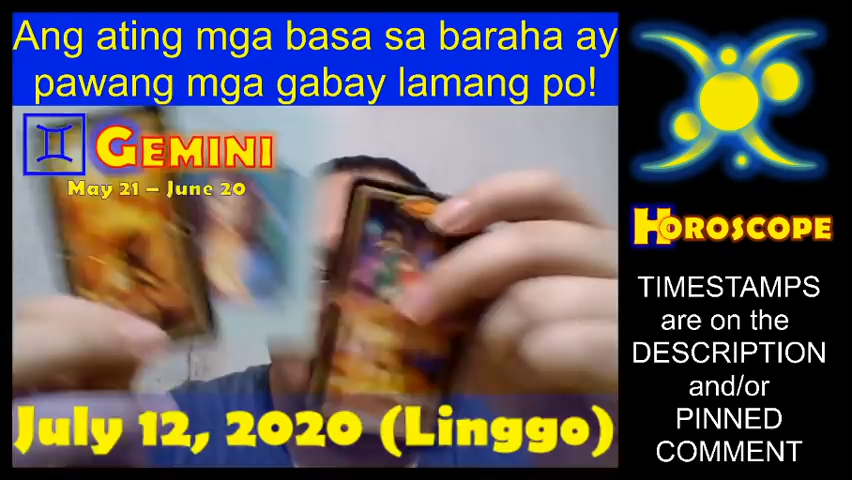 Ang ating mga basa sa baraha ay
pawang mga gabay lamang po!
GEMINI
May 21 – June 20
July 12, 2020 (Linggo)
HOROSCOPE
TIMESTAMPS
are on the
DESCRIPTION
and/or
PINNED
COMMENT